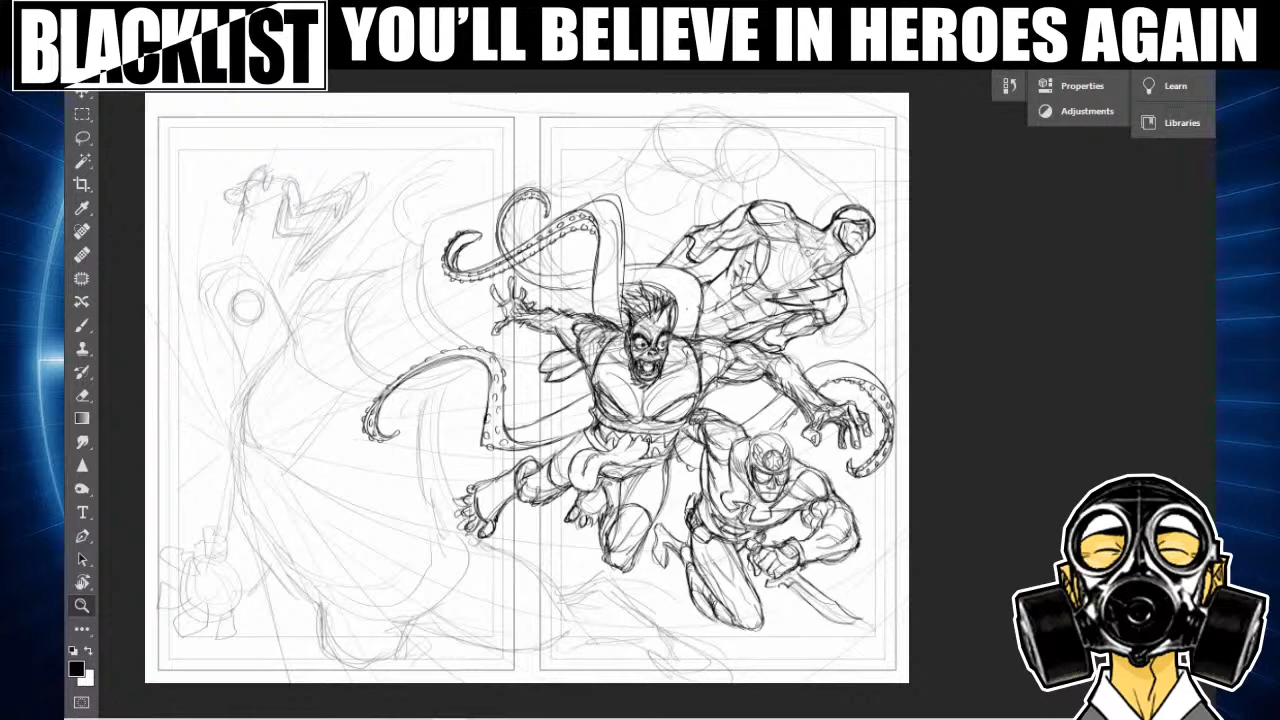 BLACKLIST
YOU'LL BELIEVE IN HEROES AGAIN
Properties
Learn
Adjustments
Libraries